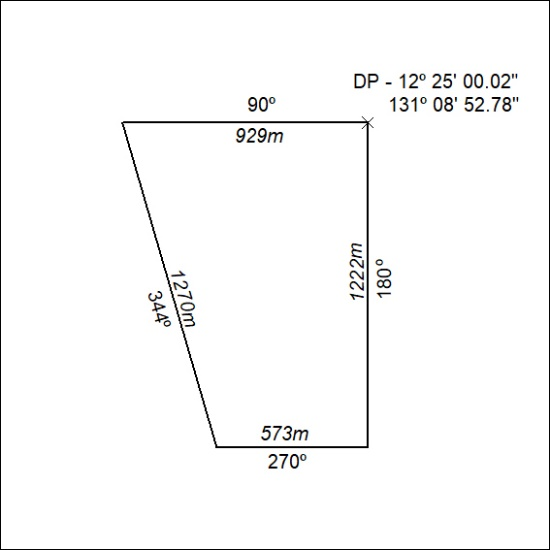 DP - 12º 25' 00.02"
131º 08' 52.78"
90º
929m
1222m
180º
1270m
344º
573m
270º